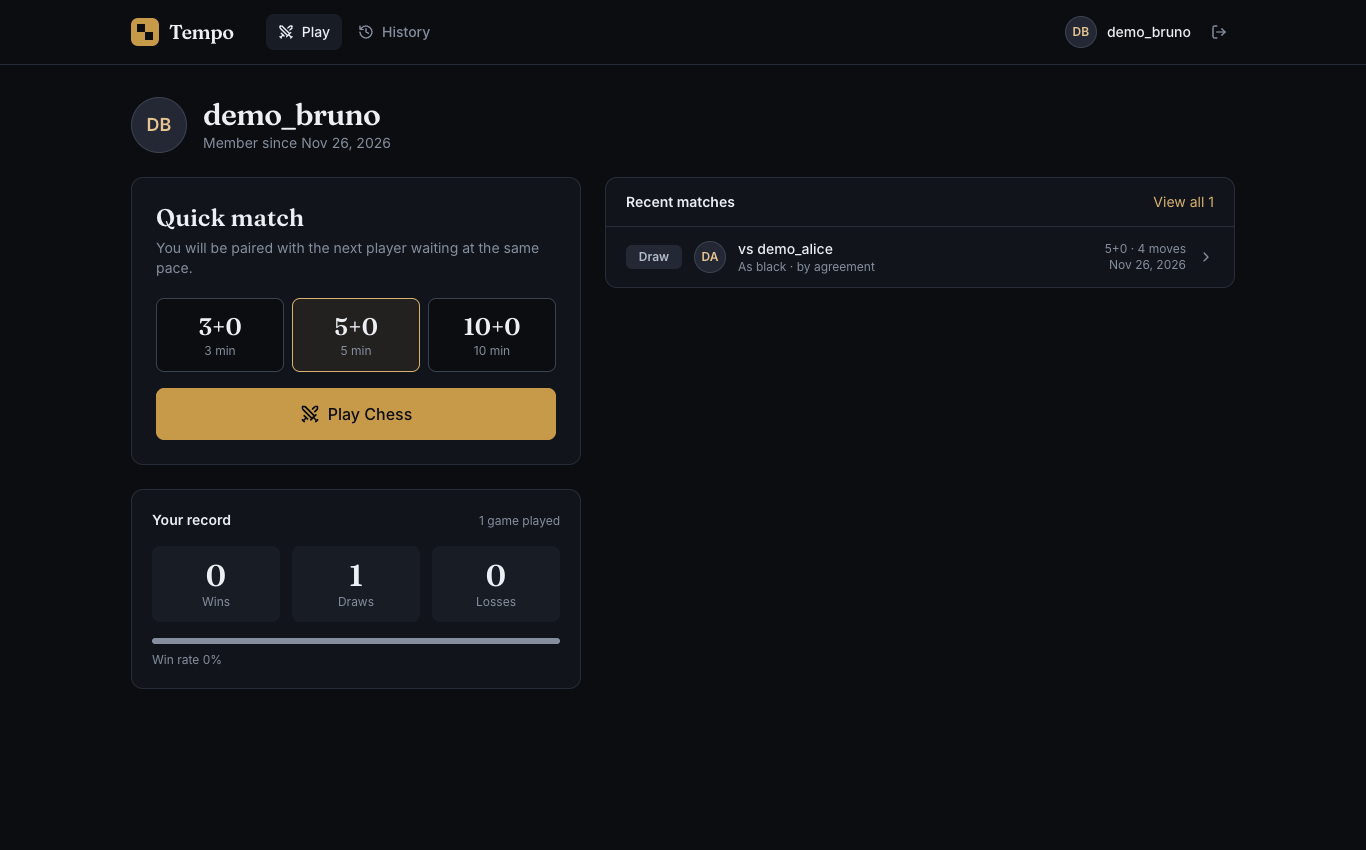 Tempo
Play
History
DB
demo_bruno
DB
demo_bruno
Member since Nov 26, 2026
Quick match
You will be paired with the next player waiting at the same
pace.
3+0
3 min
5+0
5 min
10+0
10 min
Play Chess
Your record
1 game played
0
Wins
1
Draws
0
Losses
Win rate 0%
Recent matches
View all 1
Draw
DA
vs demo_alice
As black · by agreement
5+0 · 4 moves
Nov 26, 2026